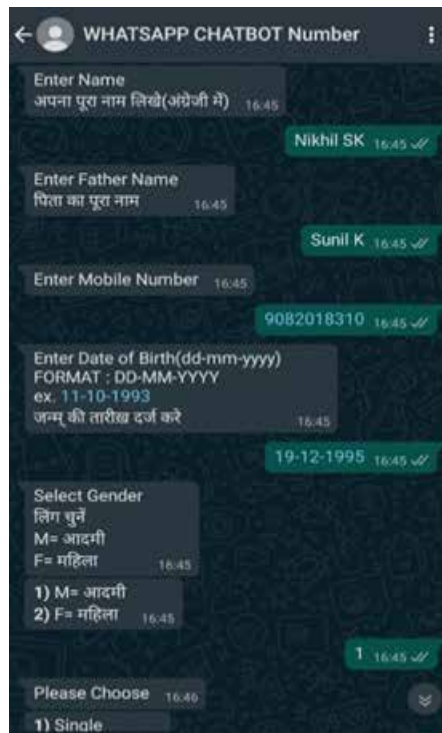 WHATSAPP CHATBOT Number
Enter Name
अपना पूरा नाम लिखे(अंग्रेजी में) 16:45
Nikhil SK 16:45
Enter Father Name
पिता का पूरा नाम 16:45
Sunil K 16:45
Enter Mobile Number 16:45
9082018310 16:45
Enter Date of Birth(dd-mm-yyyy)
FORMAT : DD-MM-YYYY
ex. 11-10-1993
जन्म् की तारीख़ दर्ज करे 16:45
19-12-1995 16:45
Select Gender
लिंग चुनें
M= आदमी
F= महिला 16:45
1) M= आदमी
2) F= महिला 16:45
1 16:45
Please Choose 16:46
1) Single